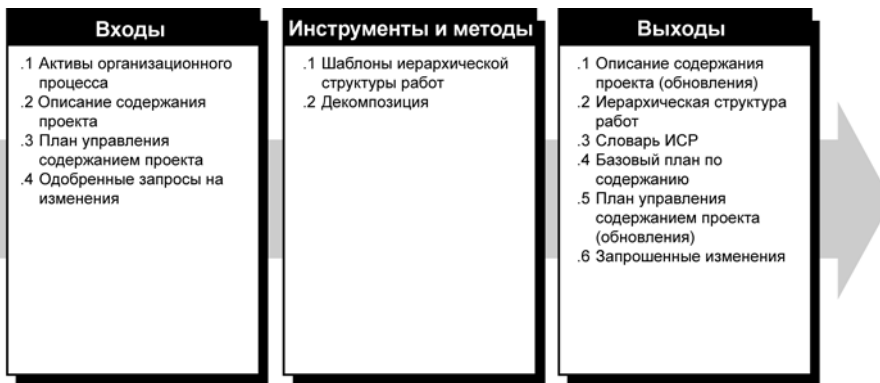 Входы
.1 Активы организационного
процесса
.2 Описание содержания
проекта
.3 План управления
содержанием проекта
.4 Одобренные запросы на
изменения
Инструменты и методы
.1 Шаблоны иерархической
структуры работ
.2 Декомпозиция
Выходы
.1 Описание содержания
проекта (обновления)
.2 Иерархическая структура
работ
.3 Словарь ИСР
.4 Базовый план по
содержанию
.5 План управления
содержанием проекта
(обновления)
.6 Запрошенные изменения